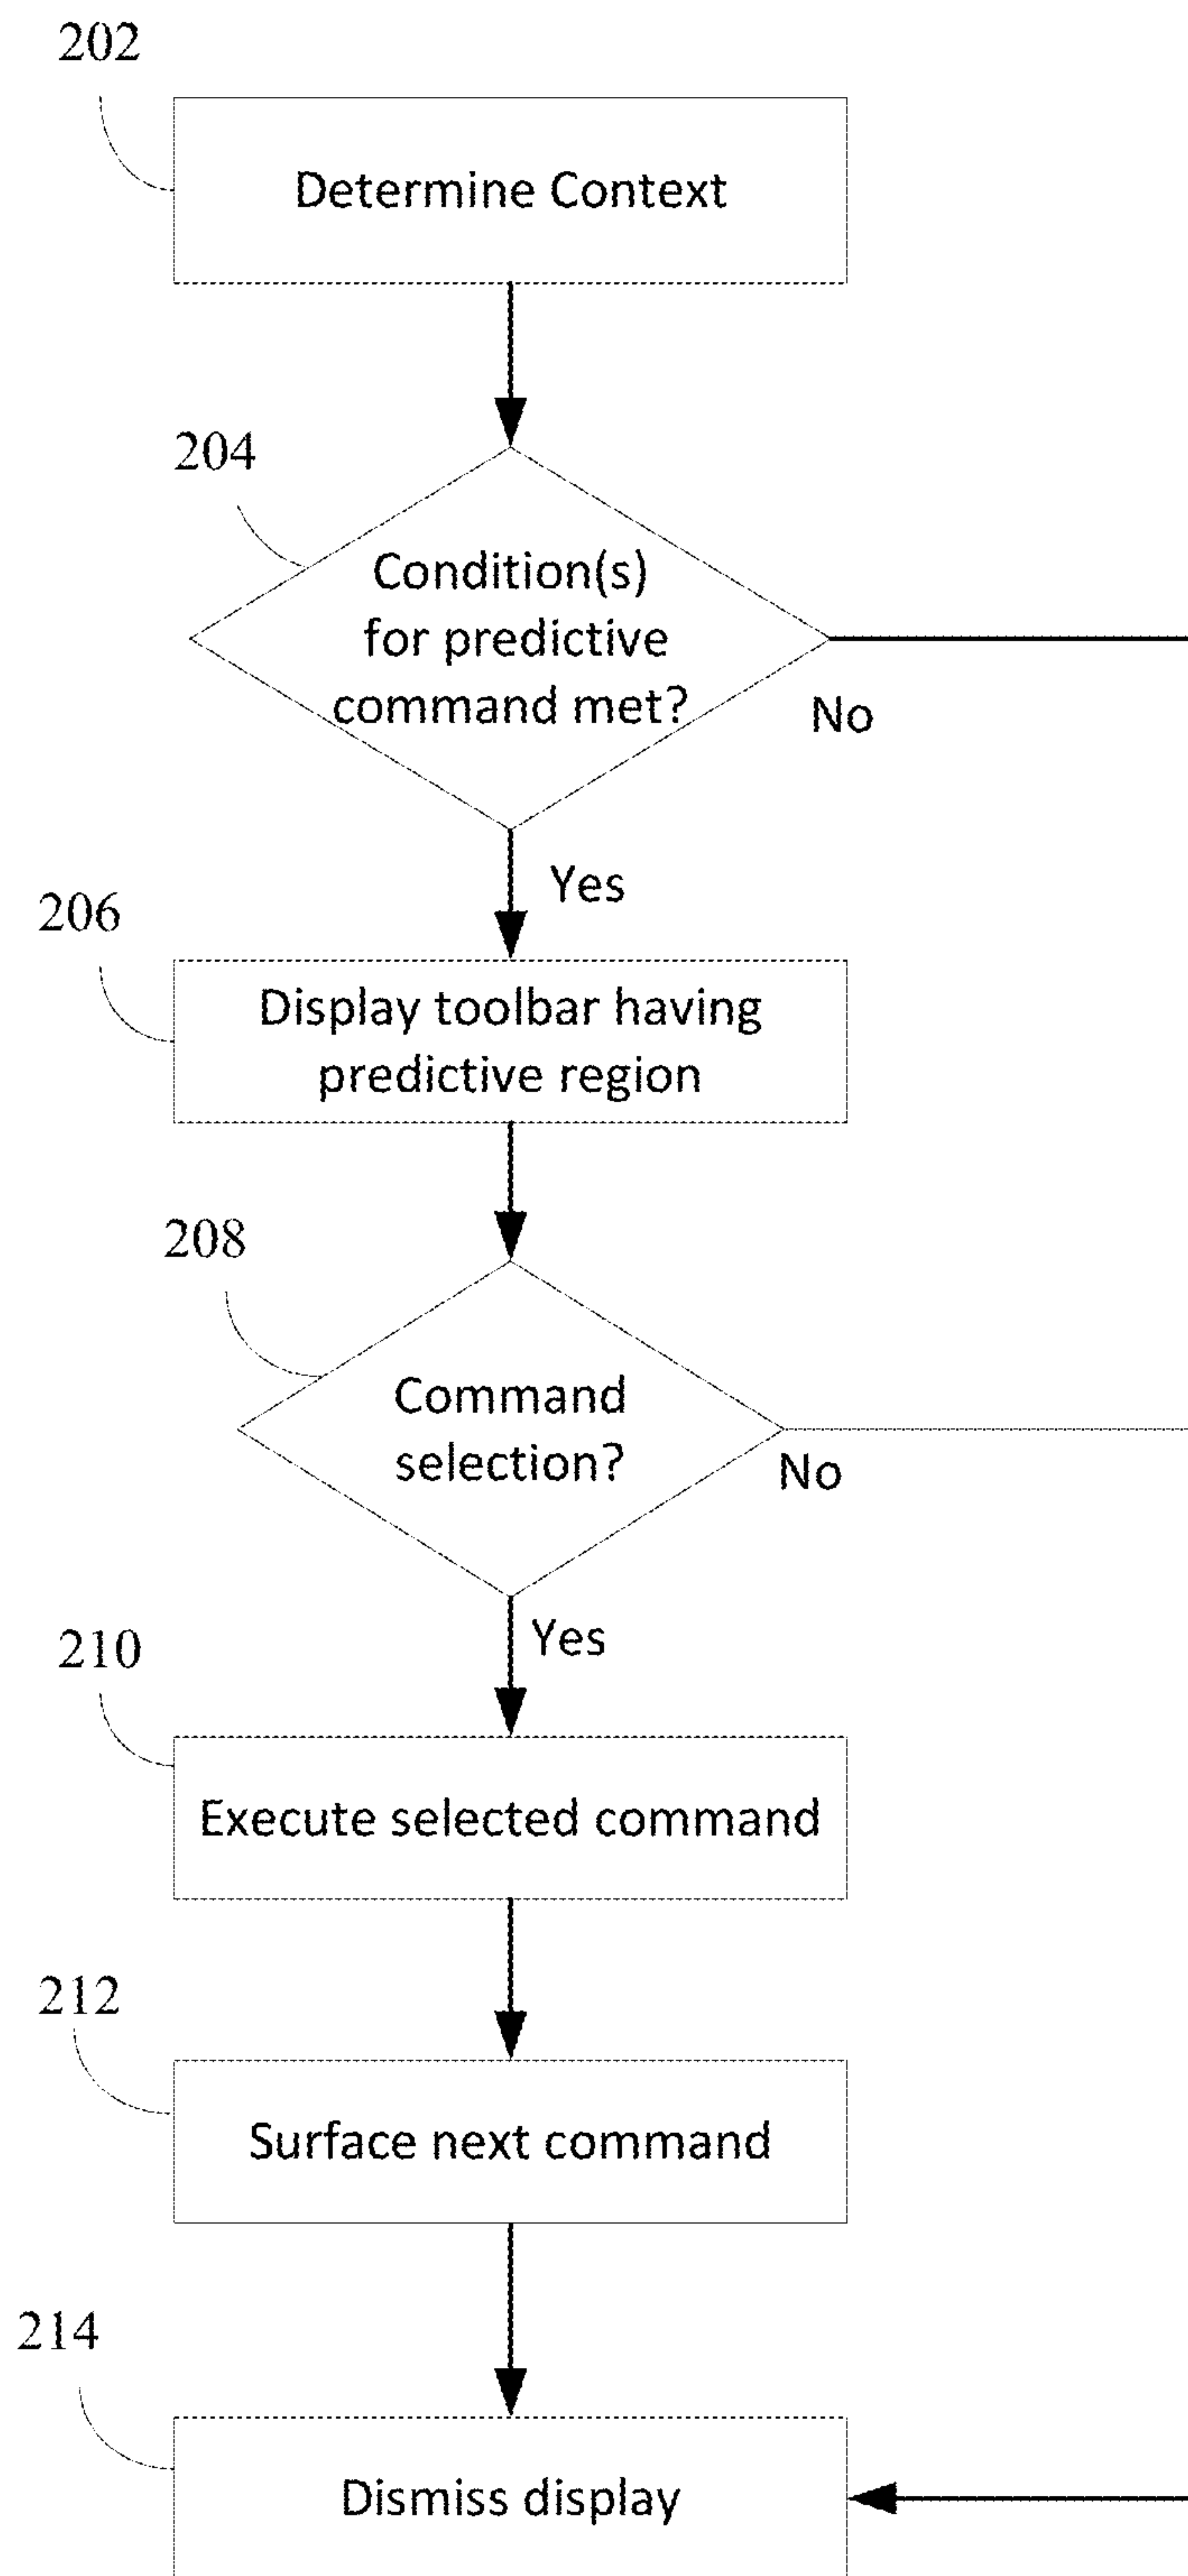 202
Determine Context
204
Condition(s)
for predictive
command met?
No
Yes
206
Display toolbar having
predictive region
208
Command
selection?
No
Yes
210
Execute selected command
212
Surface next command
214
Dismiss display